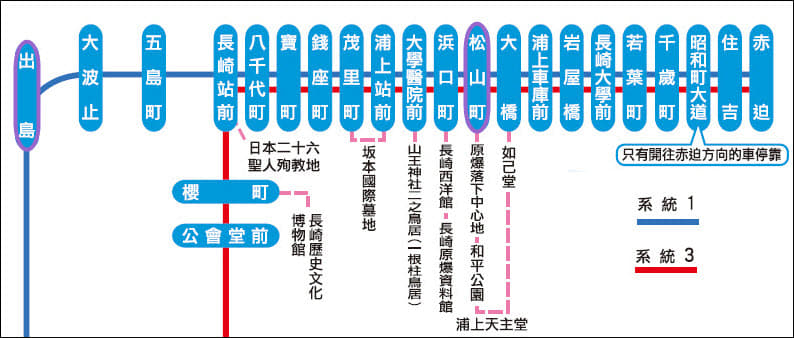 出島
大波止
五島町
長崎站前
八千代町
寶町
錢座町
茂里町
浦上站前
大學醫院前
浜口町
松山町
大橋
浦上車庫前
岩屋橋
長崎大學前
若葉町
千歲町
昭和町大道
住吉
赤迫
只有開往赤迫方向的車停靠
日本二十六
聖人殉教地
櫻町
公會堂前
長崎歷史文化
博物館
坂本國際墓地
山王神社二之鳥居(一根柱鳥居)
長崎西洋館
長崎原爆資料館
原爆落下中心地
和平公園
如己堂
浦上天主堂
系統1
系統3